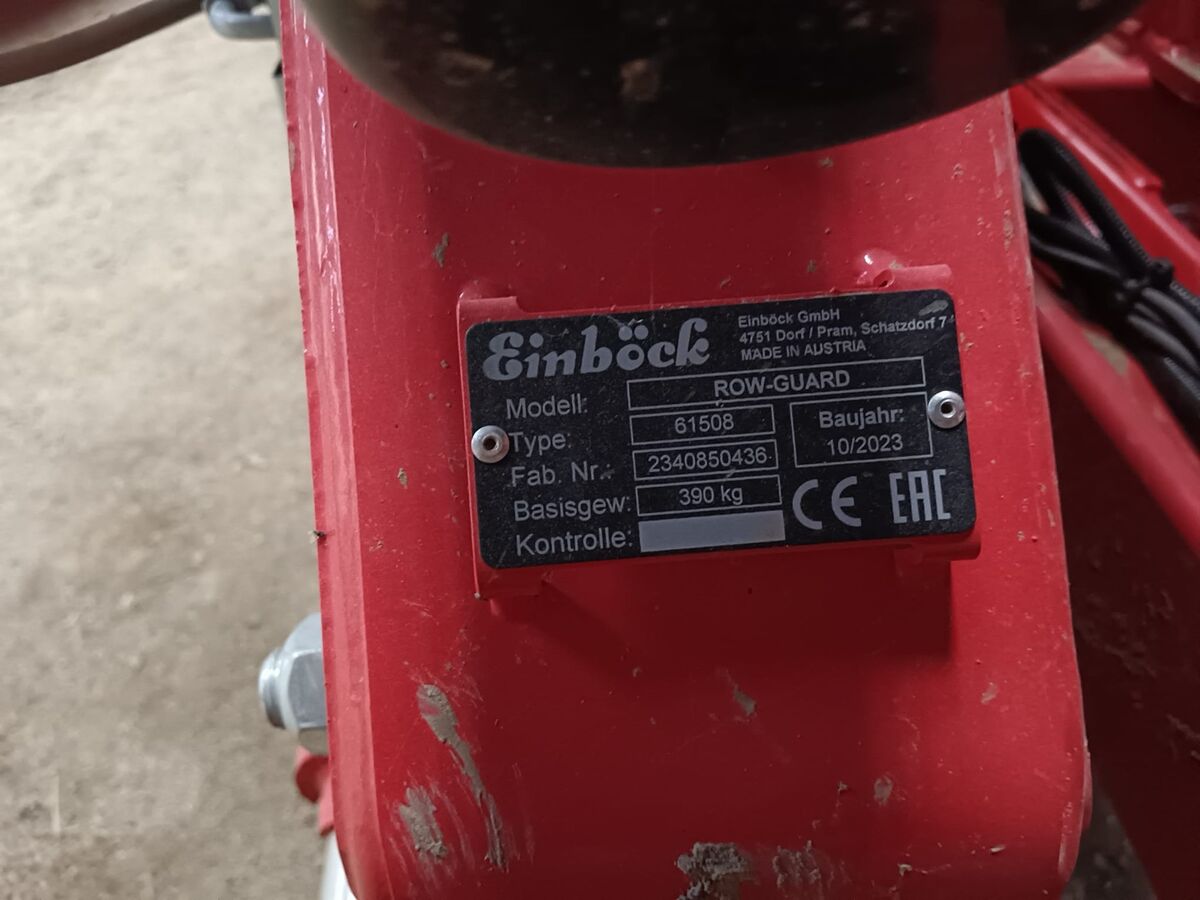 Einböck
Einböck GmbH
4751 Dorf / Pram, Schatzdorf 7
MADE IN AUSTRIA
Modell: ROW-GUARD
Type: 61508
Baujahr:
10/2023
Fab. Nr.: 2340850436
Basisgew: 390 kg
Kontrolle:
CE EAC